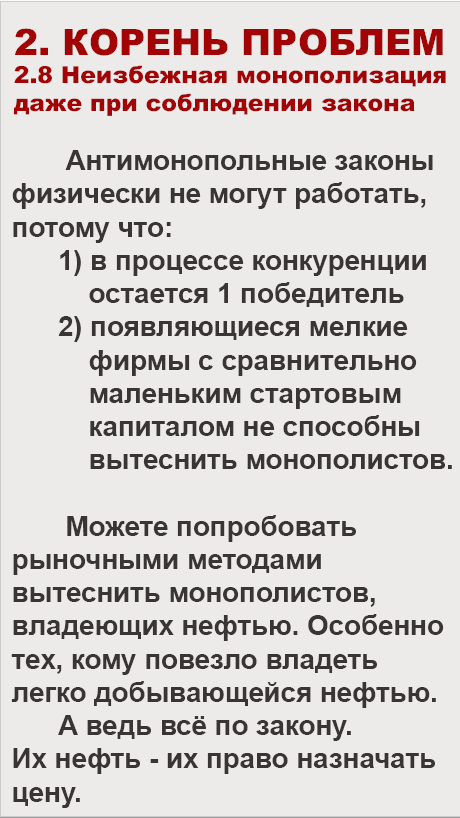 2. КОРЕНЬ ПРОБЛЕМ
2.8 Неизбежная монополизация
даже при соблюдении закона
Антимонопольные законы
физически не могут работать,
потому что:
1) в процессе конкуренции
остается 1 победитель
2) появляющиеся мелкие
фирмы с сравнительно
маленьким стартовым
капиталом не способны
вытеснить монополистов.
Можете попробовать
рыночными методами
вытеснить монополистов,
владеющих нефтью. Особенно
тех, кому повезло владеть
легко добывающейся нефтью.
А ведь всё по закону.
Их нефть - их право назначать
цену.